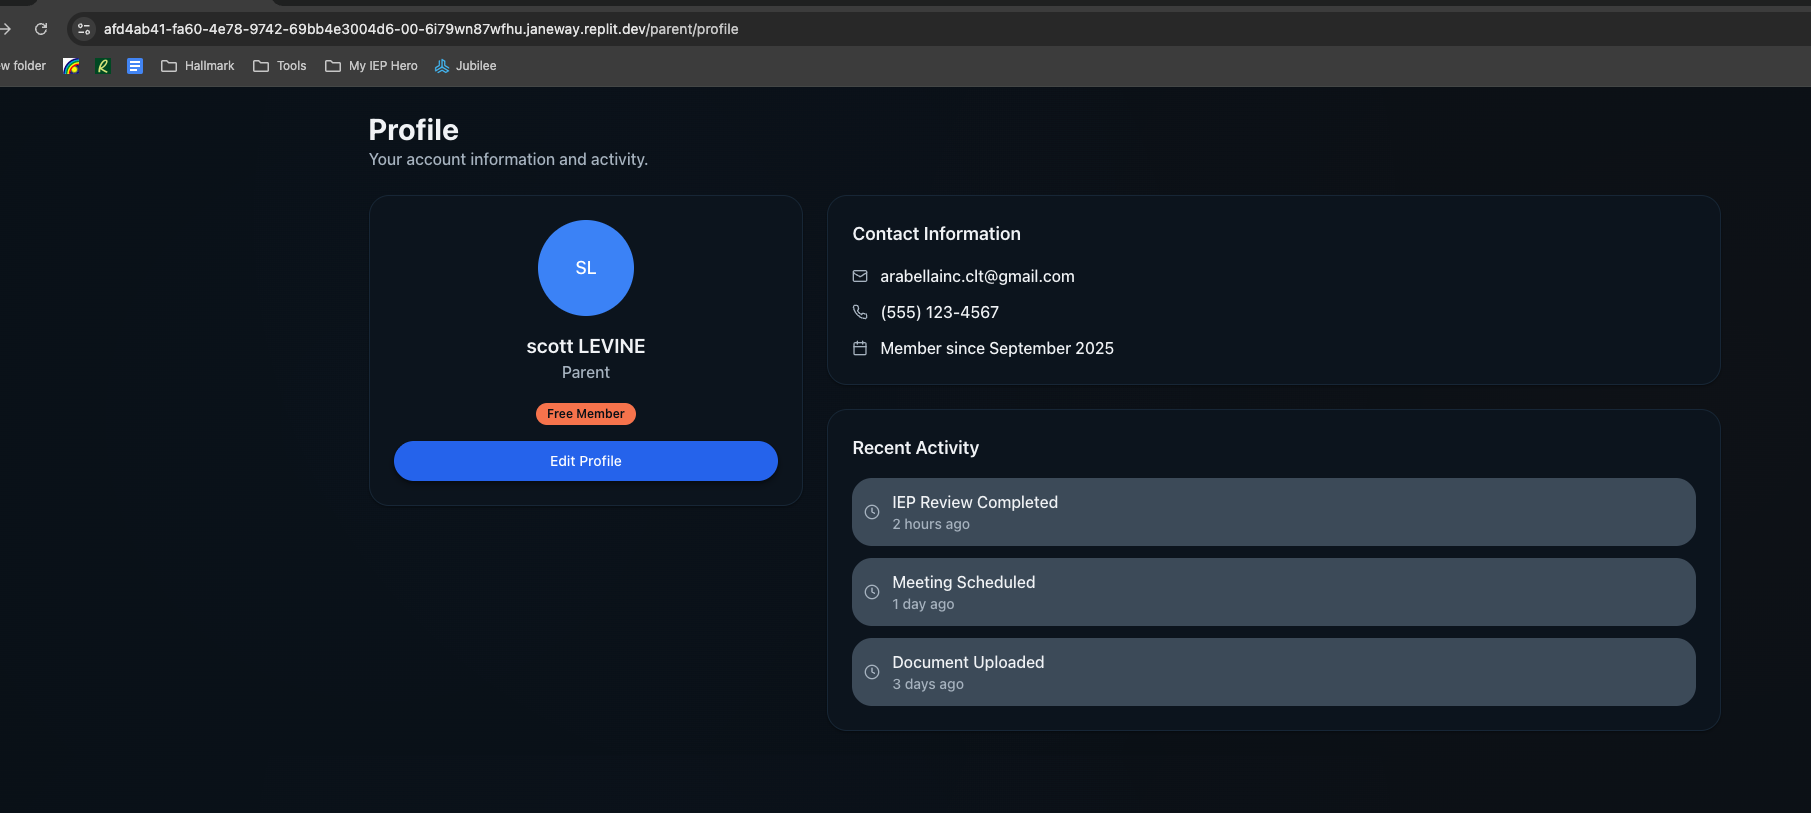 afd4ab41-fa60-4e78-9742-69bb4e3004d6-00-6i79wn87wfhu.janeway.replit.dev/parent/profile
w folder
Hallmark
Tools
My IEP Hero
Jubilee
Profile
Your account information and activity.
SL
scott LEVINE
Parent
Free Member
Edit Profile
Contact Information
arabellainc.clt@gmail.com
(555) 123-4567
Member since September 2025
Recent Activity
IEP Review Completed
2 hours ago
Meeting Scheduled
1 day ago
Document Uploaded
3 days ago